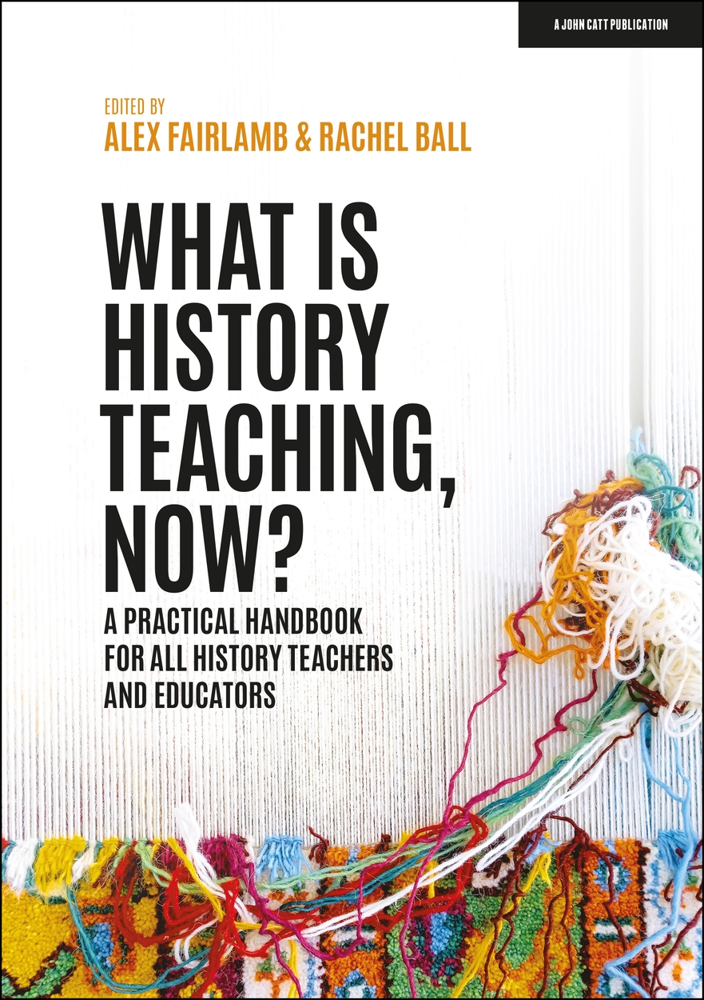 A JOHN CATT PUBLICATION
EDITED BY
ALEX FAIRLAMB & RACHEL BALL
WHAT IS
HISTORY
TEACHING,
NOW?
A PRACTICAL HANDBOOK
FOR ALL HISTORY TEACHERS
AND EDUCATORS